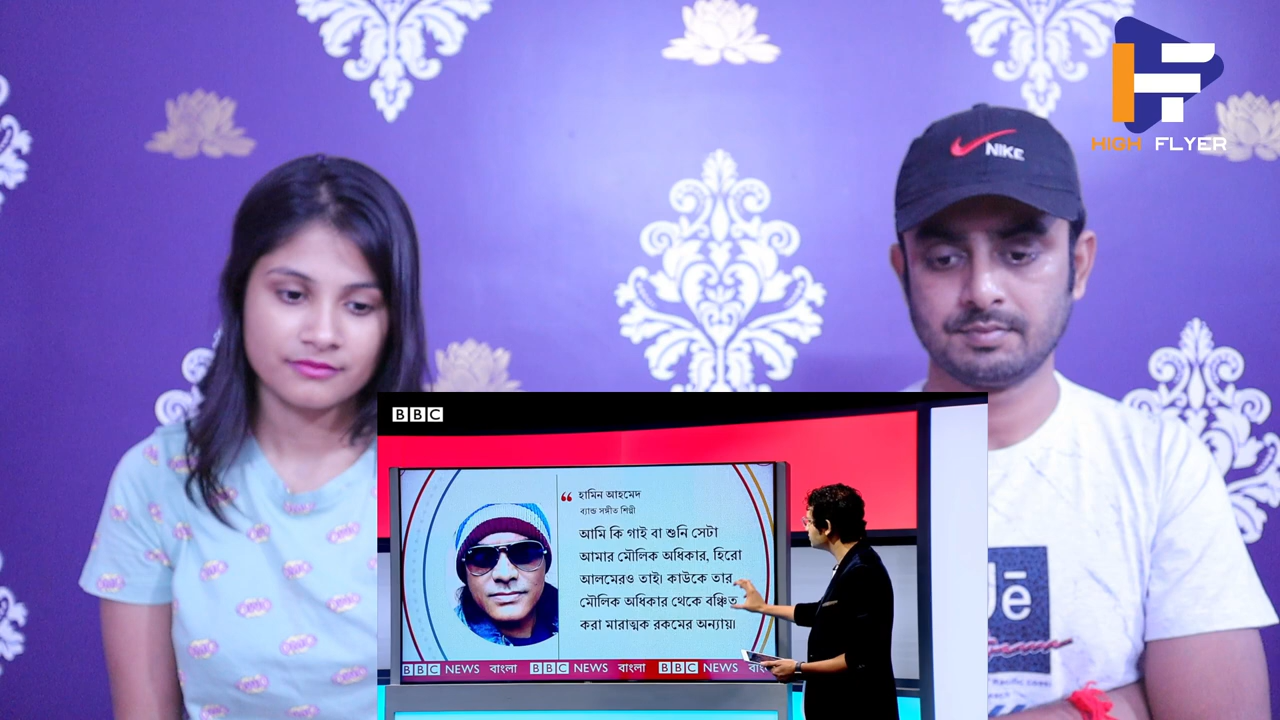 HIGH FLYER
NIKE
BBC
“ হামিন আহমেদ
ব্যান্ড সঙ্গীত শিল্পী
আমি কি গাই বা শুনি সেটা
আমার মৌলিক অধিকার, হিরো
আলমেরও তাই। কাউকে তার
মৌলিক অধিকার থেকে বঞ্চিত
করা মারাত্মক রকমের অন্যায়।
BBC NEWS বাংলা BBC NEWS বাংলা BBC NEWS